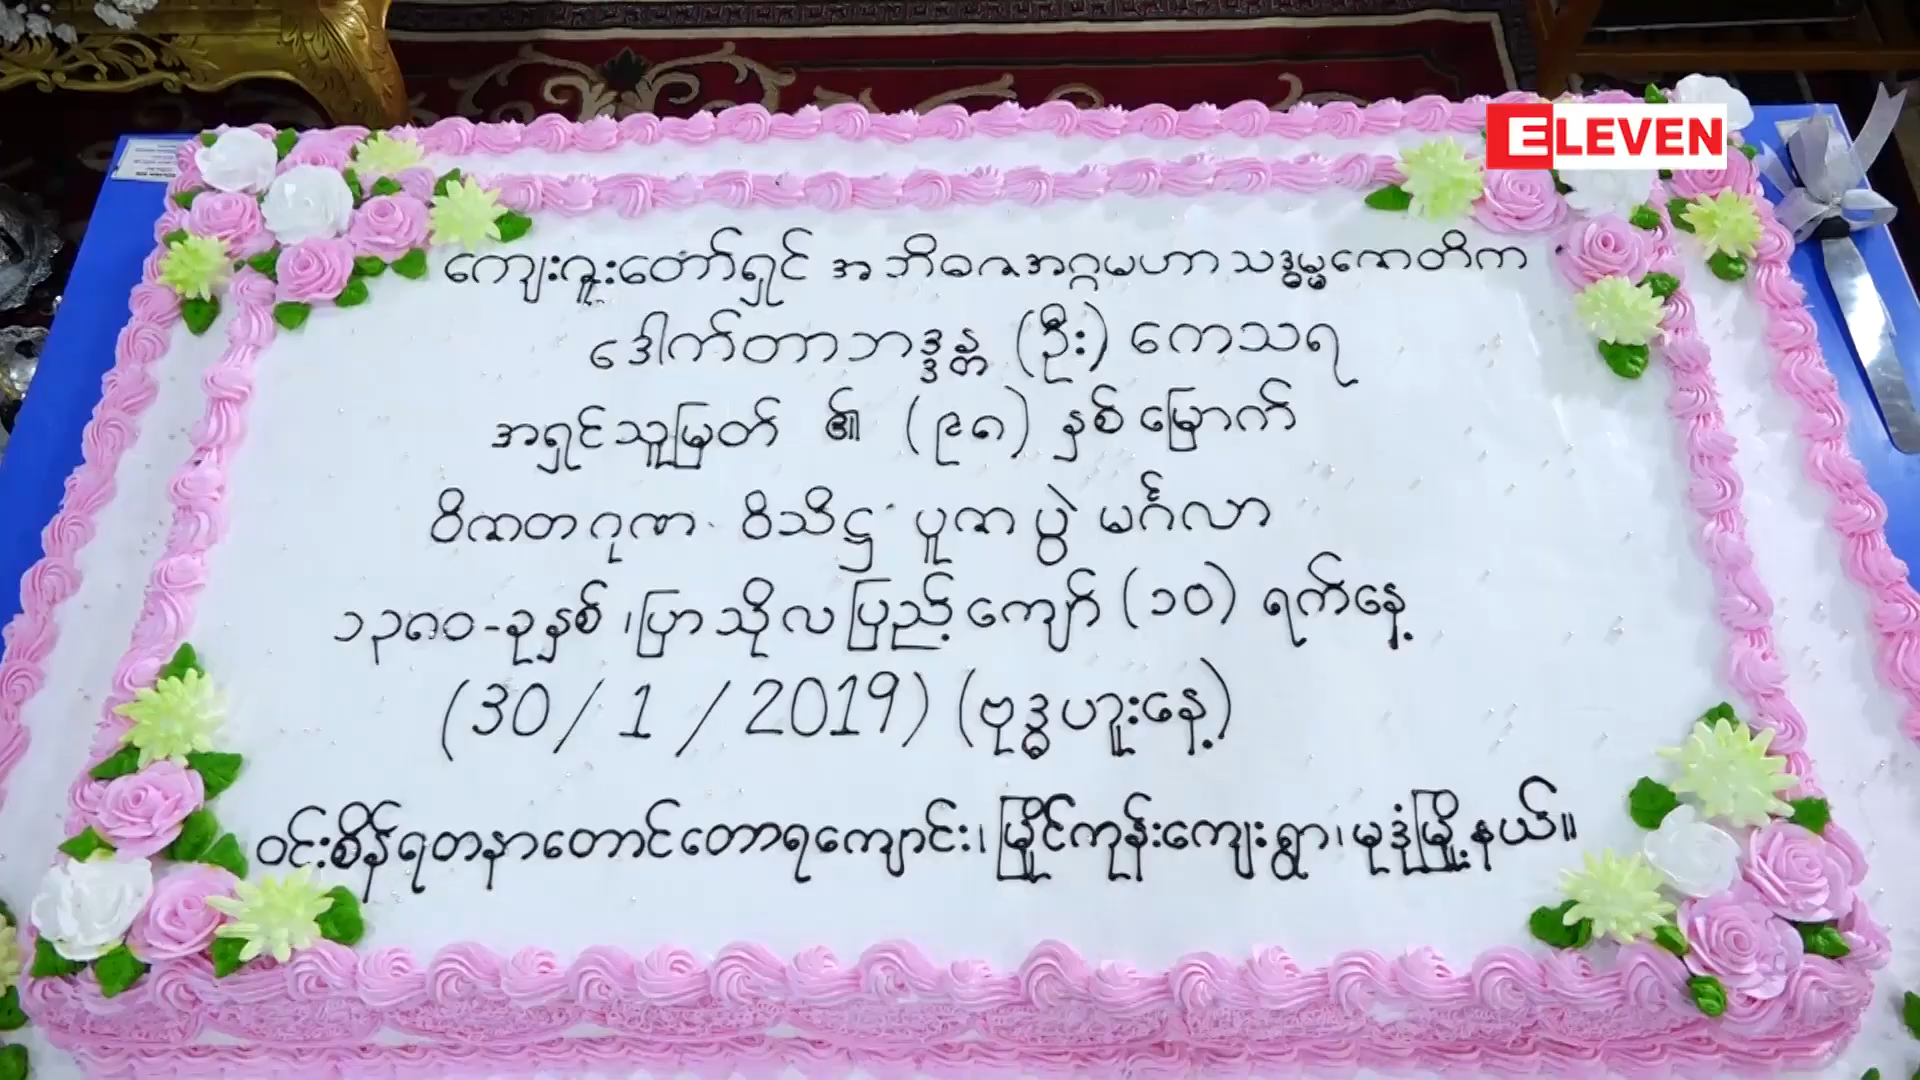 ELEVEN
ကျေးဇူးတော်ရှင် အဘိဓဇအဂ္ဂမဟာသဒ္ဓမ္မဇောတိက
ဒေါက်တာဘဒ္ဒန္တ (ဦး) ကေသရ
အရှင်သူမြတ် ၏ (၉၈) နှစ်မြောက်
ဝိဇာတဂုဏ ဝိသိဋ္ဌ ပူဇာပွဲ မင်္ဂလာ
၁၃၈၀-ခုနှစ်၊ပြာသိုလပြည့်ကျော် (၁၀) ရက်နေ့
(30/1/2019) (ဗုဒ္ဓဟူးနေ့)
ဝင်းစိန်ရတနာတောင်တောရကျောင်း၊မြိုင်ကုန်းကျေးရွာ၊မုဒုံမြို့နယ်။